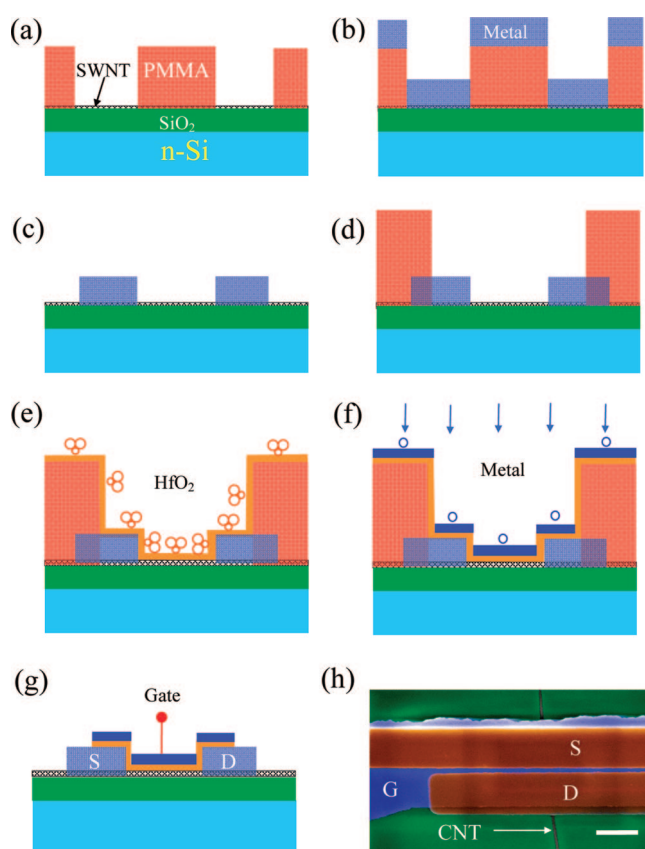 (a)
SWNT
PMMA
SiO₂
n-Si
(b)
Metal
(c)
(d)
(e)
HfO₂
(f)
Metal
(g)
Gate
S
D
(h)
S
G
D
CNT